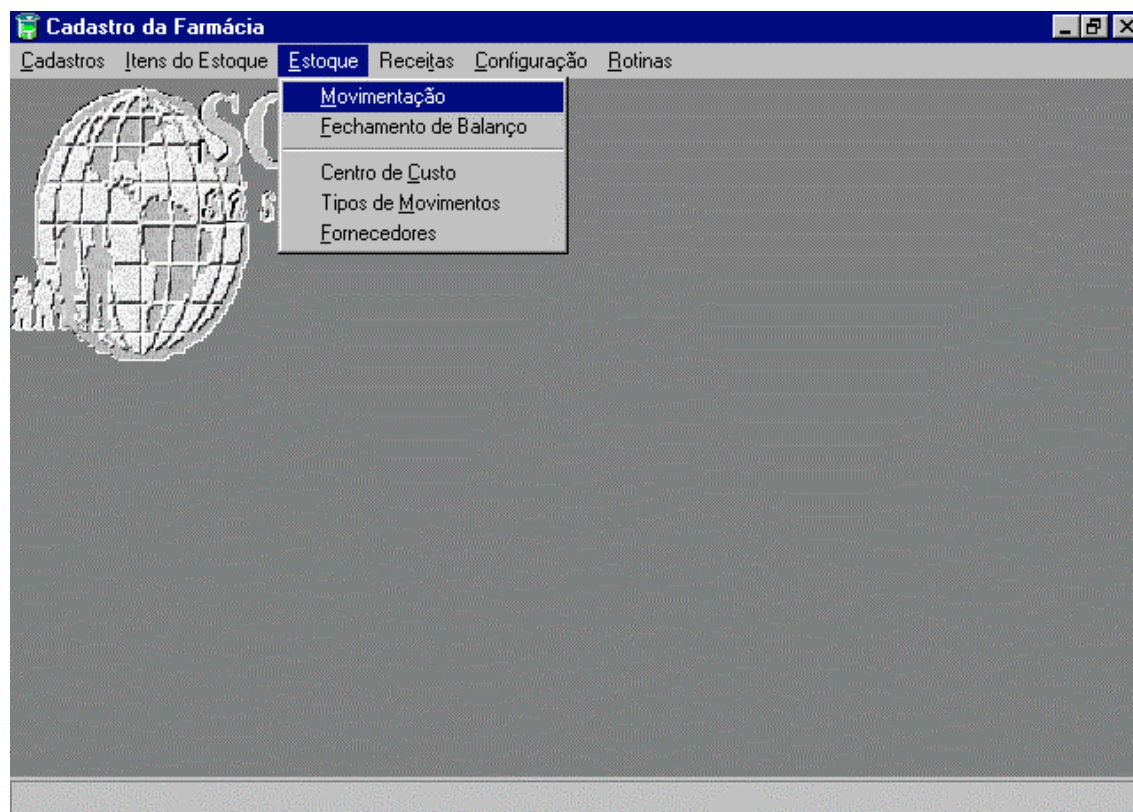 Cadastro da Farmácia
Cadastros Itens do Estoque Estoque Receitas Configuração Rotinas
Movimentação
Fechamento de Balanço
Centro de Custo
Tipos de Movimentos
Fornecedores